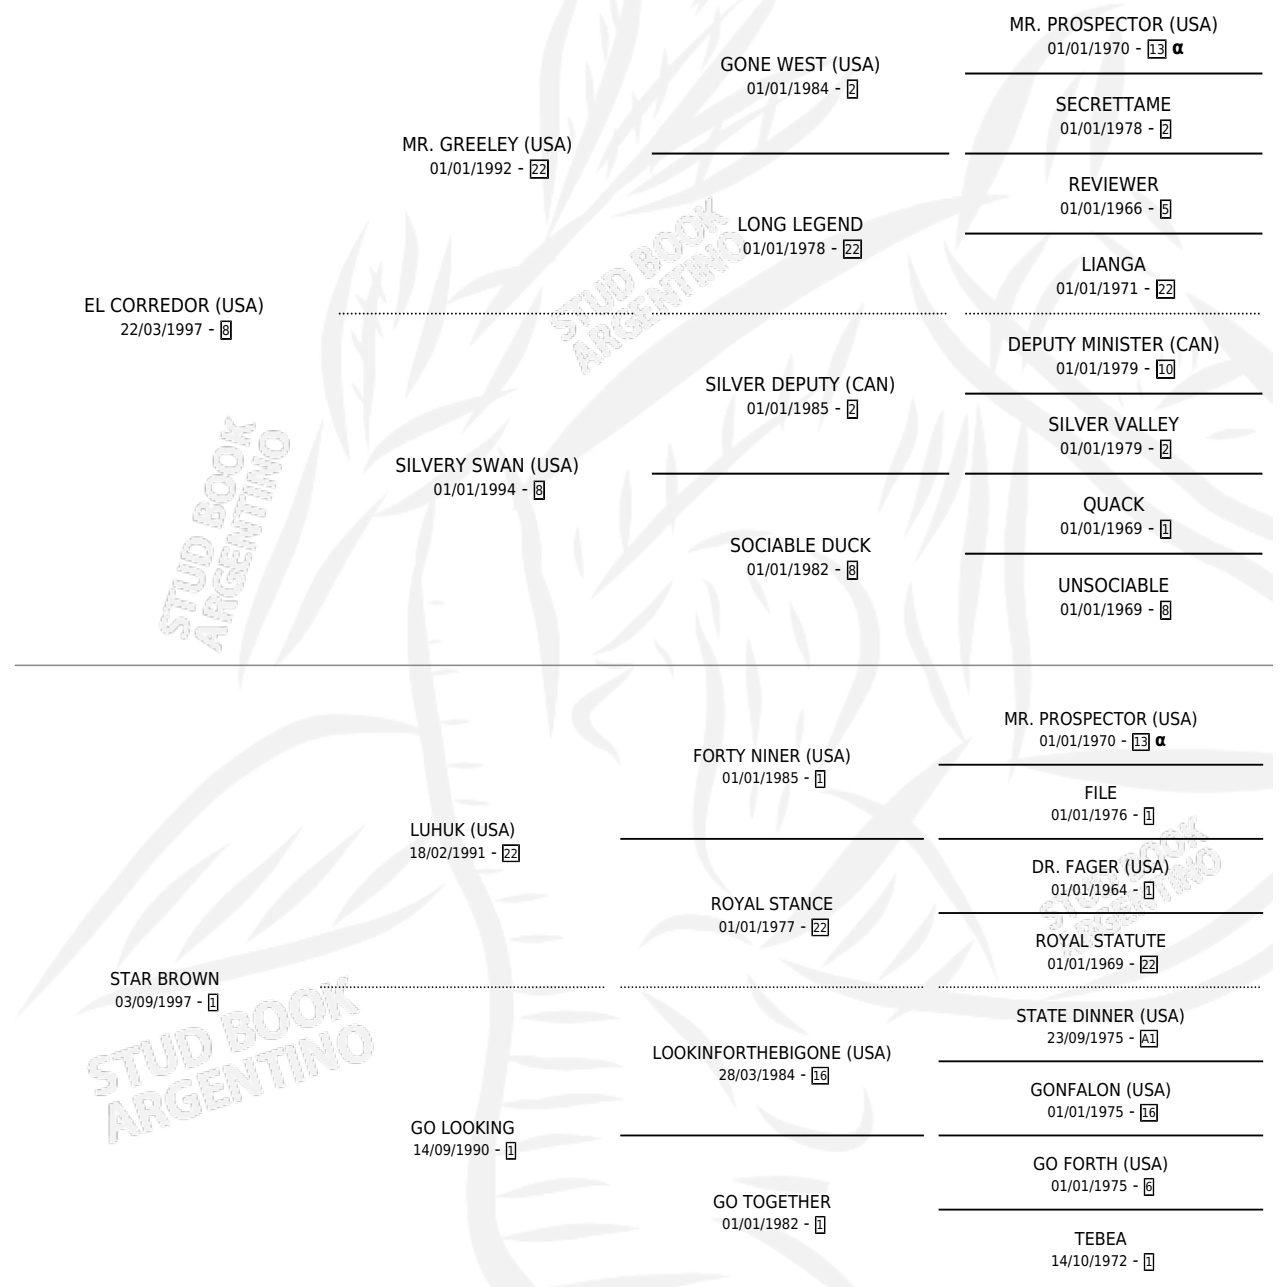 MR. PROSPECTOR (USA)
01/01/1970 - 13 α
GONE WEST (USA)
01/01/1984 - 2
SECRETTAME
01/01/1978 - 2
MR. GREELEY (USA)
01/01/1992 - 22
REVIEWER
01/01/1966 - 5
LONG LEGEND
01/01/1978 - 22
LIANGA
01/01/1971 - 22
EL CORREDOR (USA)
22/03/1997 - 8
DEPUTY MINISTER (CAN)
01/01/1979 - 10
SILVER DEPUTY (CAN)
01/01/1985 - 2
SILVER VALLEY
01/01/1979 - 2
SILVERY SWAN (USA)
01/01/1994 - 8
QUACK
01/01/1969 - 1
SOCIABLE DUCK
01/01/1982 - 8
UNSOCIABLE
01/01/1969 - 8
MR. PROSPECTOR (USA)
01/01/1970 - 13 α
FORTY NINER (USA)
01/01/1985 - 1
FILE
01/01/1976 - 1
LUHUK (USA)
18/02/1991 - 22
DR. FAGER (USA)
01/01/1964 - 1
ROYAL STANCE
01/01/1977 - 22
ROYAL STATUTE
01/01/1969 - 22
STAR BROWN
03/09/1997 - 1
STATE DINNER (USA)
23/09/1975 - A1
LOOKINFORTHEBIGONE (USA)
28/03/1984 - 16
GONFALON (USA)
01/01/1975 - 16
GO LOOKING
14/09/1990 - 1
GO FORTH (USA)
01/01/1975 - 6
GO TOGETHER
01/01/1982 - 1
TEBEA
14/10/1972 - 1
STUD BOOK
ARGENTINO
STUD BOOK
ARGENTINO
STUD BOOK
ARGENTINO
STUD BOOK
ARGENTINO